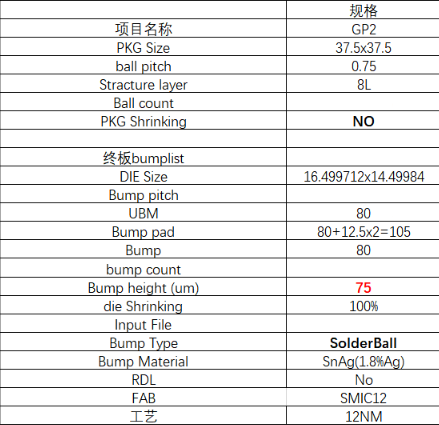 规格
项目名称 GP2
PKG Size 37.5x37.5
ball pitch 0.75
Stracture layer 8L
Ball count
PKG Shrinking NO
终板bumplist
DIE Size 16.499712x14.49984
Bump pitch
UBM 80
Bump pad 80+12.5x2=105
Bump 80
bump count
Bump height (um) 75
die Shrinking 100%
Input File
Bump Type SolderBall
Bump Material SnAg(1.8%Ag)
RDL No
FAB SMIC12
工艺 12NM